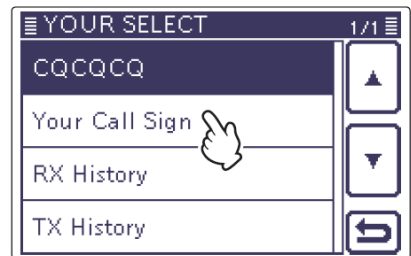 YOUR SELECT 1/1
CQCQCQ
Your Call Sign
RX History
TX History